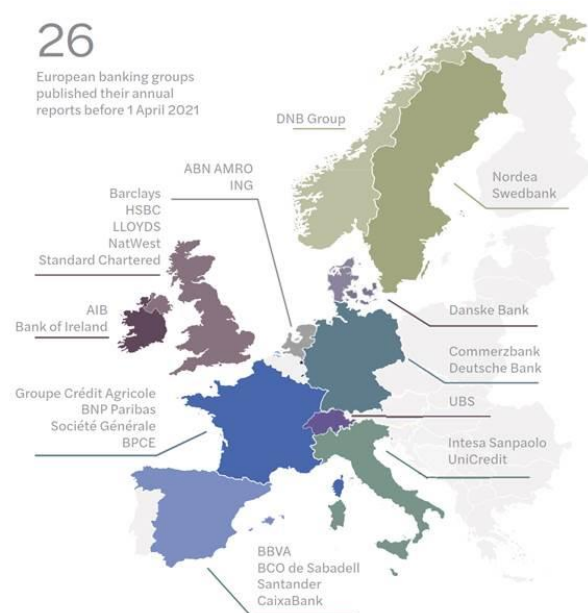 26
European banking groups
published their annual
reports before 1 April 2021
DNB Group
ABN AMRO
ING
Nordea
Swedbank
Barclays
HSBC
LLOYDS
NatWest
Standard Chartered
AIB
Bank of Ireland
Danske Bank
Commerzbank
Deutsche Bank
Groupe Crédit Agricole
BNP Paribas
Société Générale
BPCE
UBS
Intesa Sanpaolo
UniCredit
BBVA
BCO de Sabadell
Santander
CaixaBank